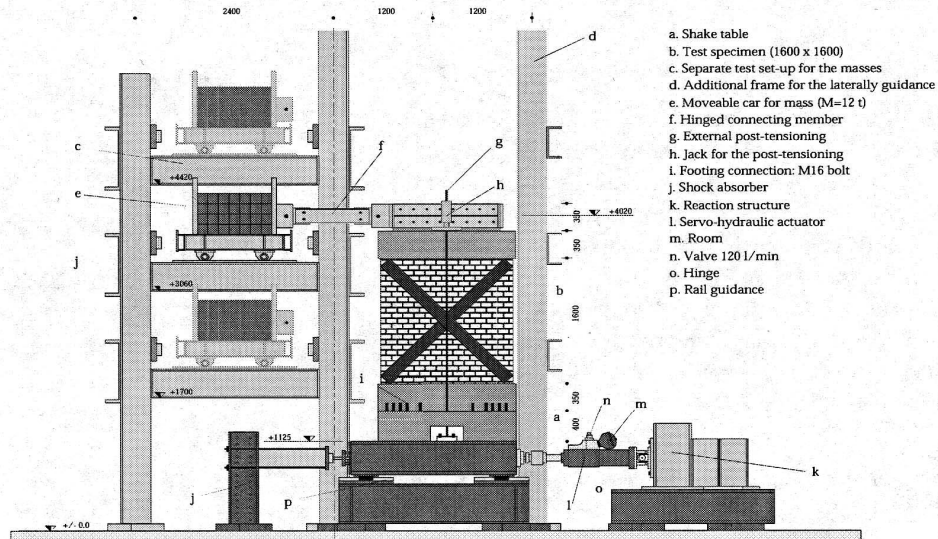 2400
1200
1200
d
c
f
g
h
+4420
e
+4020
350
350
j
+3060
b
1600
i
+1700
350
a
400
n
m
+1125
k
j
p
l
o
+/- 0.0
a. Shake table
b. Test specimen (1600 x 1600)
c. Separate test set-up for the masses
d. Additional frame for the laterally guidance
e. Moveable car for mass (M=12 t)
f. Hinged connecting member
g. External post-tensioning
h. Jack for the post-tensioning
i. Footing connection: M16 bolt
j. Shock absorber
k. Reaction structure
l. Servo-hydraulic actuator
m. Room
n. Valve 120 l/min
o. Hinge
p. Rail guidance